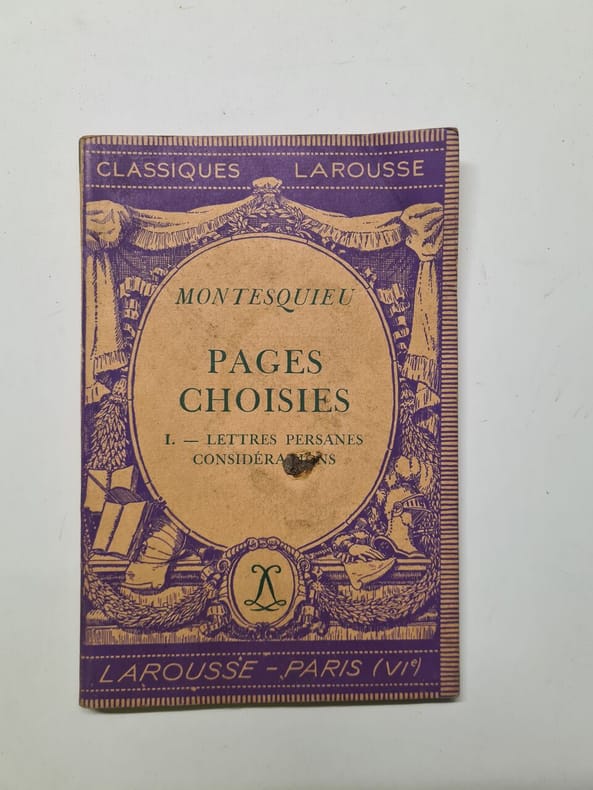 CLASSIQUES LAROUSSE
MONTESQUIEU
PAGES
CHOISIES
I. — LETTRES PERSANES
LAROUSSE - PARIS (VIe)